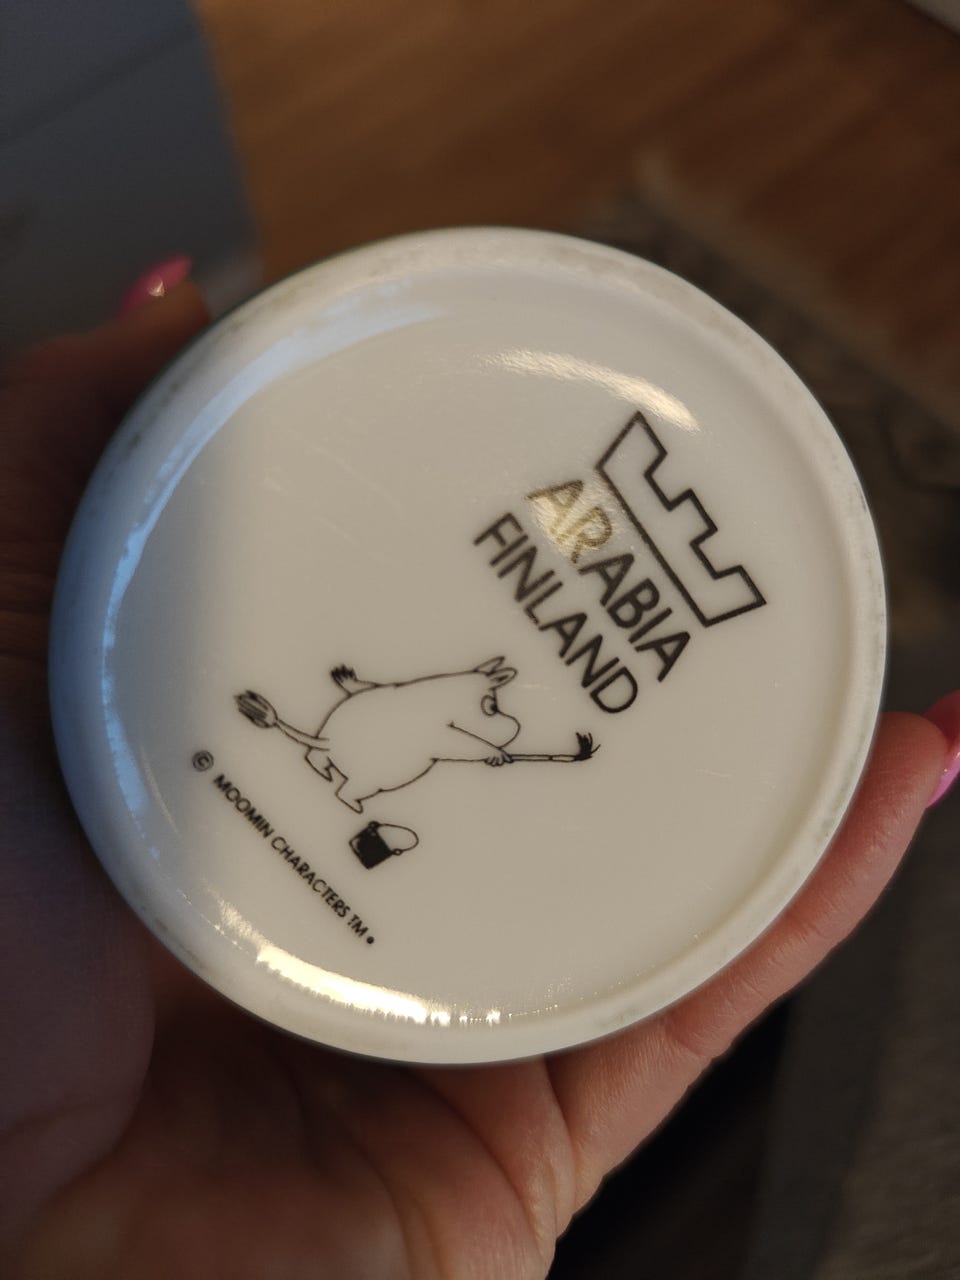 ARABIA
FINLAND
© MOOMIN CHARACTERS TM •